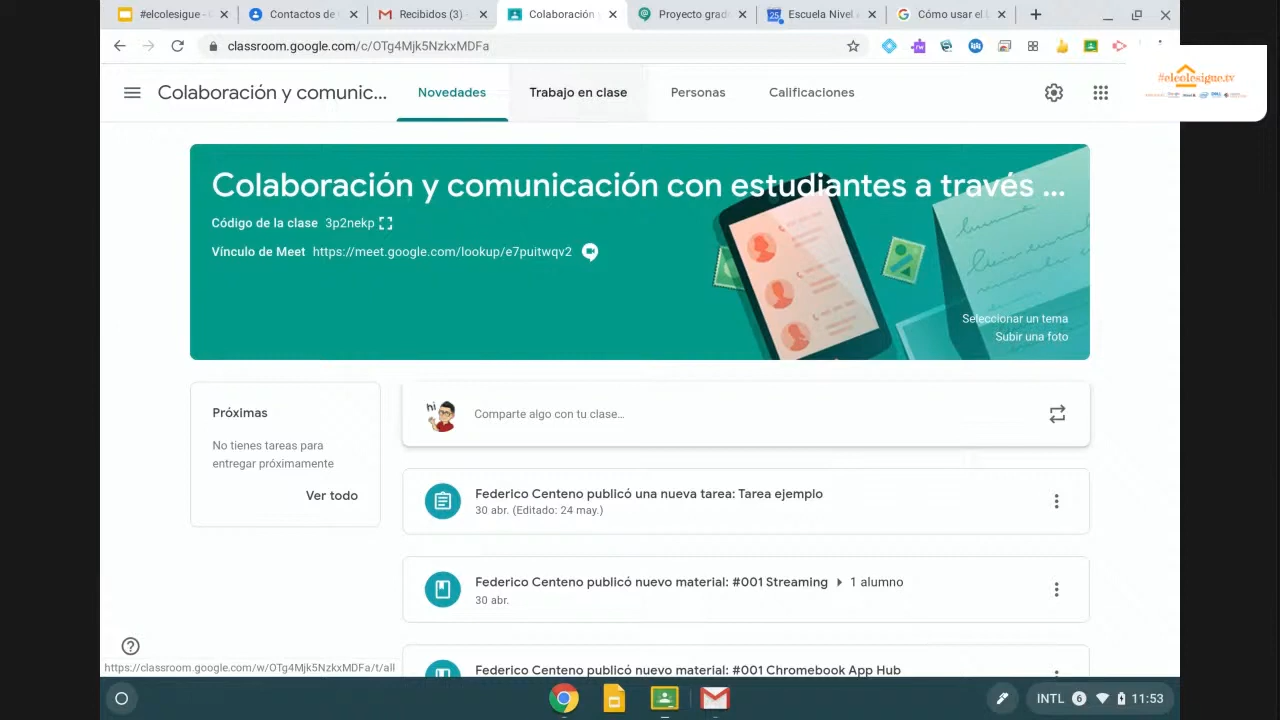 #elcolesigue - 
Contactos de
Recibidos (3) -
Colaboración
Proyecto grad
Escuela Nivel
Cómo usar el
classroom.google.com/c/OTg4Mjk5NzkxMDFa
#elcolesigue.tv
Colaboración y comunic...
Novedades
Trabajo en clase
Personas
Calificaciones
Colaboración y comunicación con estudiantes a través ...
Código de la clase 3p2nekp
Vínculo de Meet https://meet.google.com/lookup/e7puitwqv2
Seleccionar un tema
Subir una foto
Próximas
No tienes tareas para
entregar próximamente
Ver todo
hi
Comparte algo con tu clase...
Federico Centeno publicó una nueva tarea: Tarea ejemplo
30 abr. (Editado: 24 may.)
Federico Centeno publicó nuevo material: #001 Streaming 1 alumno
30 abr.
Federico Centeno publicó nuevo material: #001 Chromebook App Hub
https://classroom.google.com/w/OTg4Mjk5NzkxMDFa/t/all
INTL 6 11:53